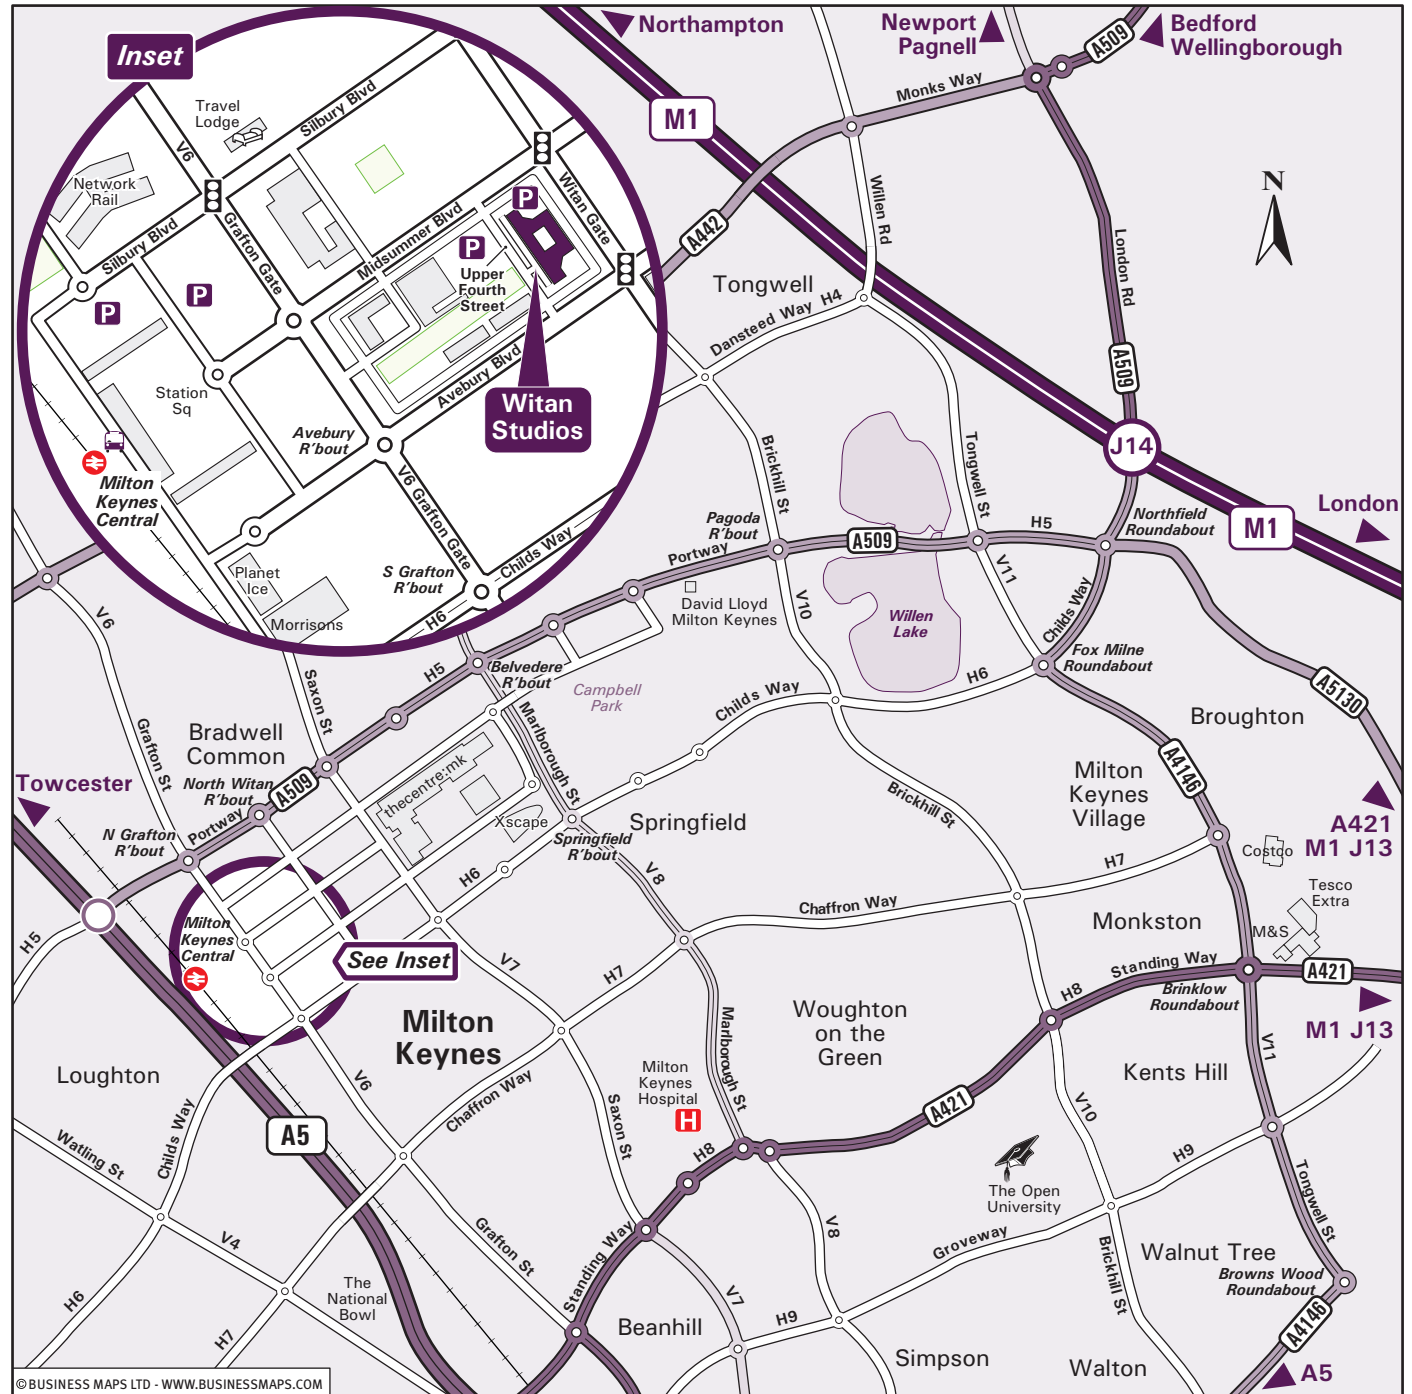 Inset
Northampton
Newport
Pagnell
Bedford
Wellingborough
A509
Monks Way
M1
Travel
Lodge
Silbury Blvd
V6
Network
Rail
Silbury Blvd
Grafton Gate
Midsummer Blvd
Witan Gate
P
P
P
P
Upper
Fourth
Street
Avebury Blvd
Witan
Studios
Station
Sq
Avebury
R'bout
Milton
Keynes
Central
V6 Grafton Gate
S Grafton
R'bout
Childs Way
H6
Planet
Ice
Morrisons
N
Willen Rd
A442
London Rd
Tongwell
Dansteed Way H4
A509
J14
Brickhill St
Tongwell St
London
M1
Pagoda
R'bout
Northfield
Roundabout
A509
H5
Portway
V11
V10
David Lloyd
Milton Keynes
Willen
Lake
Childs Way
Fox Milne
Roundabout
V6
H5
Belvedere
R'bout
Campbell
Park
H6
Childs Way
A5130
Saxon St
Marlborough St
Broughton
Grafton St
Bradwell
Common
North Witan
R'bout
A509
Portway
thecentre:mk
Xscape
A4146
Milton
Keynes
Village
Towcester
Brickhill St
Springfield
Springfield
R'bout
A421
M1 J13
Costco
N Grafton
R'bout
H6
V8
H7
Tesco
Extra
Chaffron Way
Monkston
M&S
Milton
Keynes
Central
See Inset
H5
V7
H7
Standing Way
A421
H8
Brinklow
Roundabout
Milton
Keynes
Woughton
on the
Green
M1 J13
Marlborough St
V11
Loughton
V6
Milton
Keynes
Hospital
H
Kents Hill
Chaffron Way
A421
V10
A5
Saxon St
Childs Way
Watling St
H8
H9
The Open
University
Tongwell St
Grafton St
V8
V4
Standing Way
Groveway
Brickhill St
Walnut Tree
Browns Wood
Roundabout
The
National
Bowl
H6
H7
V7
H9
Beanhill
A4146
Simpson
Walton
A5
© BUSINESS MAPS LTD - WWW.BUSINESSMAPS.COM